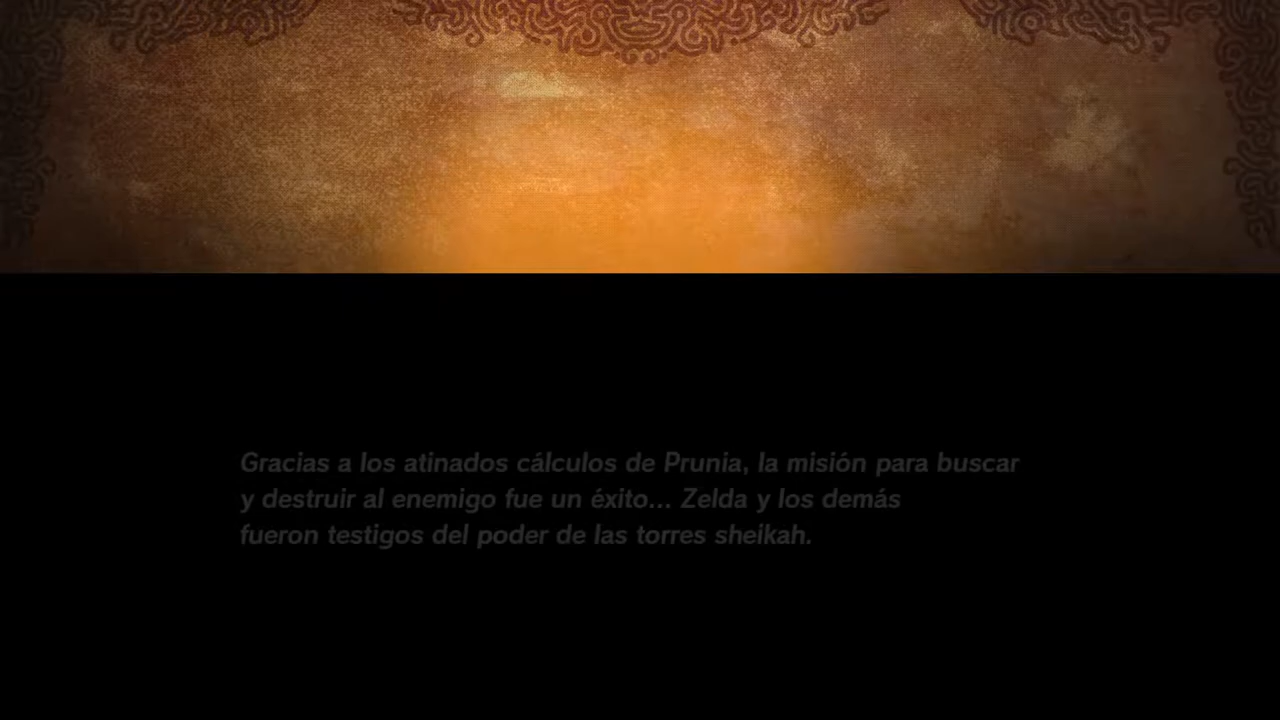 Gracias a los atinados cálculos de Prunia, la misión para buscar
y destruir al enemigo fue un éxito... Zelda y los demás
fueron testigos del poder de las torres sheikah.